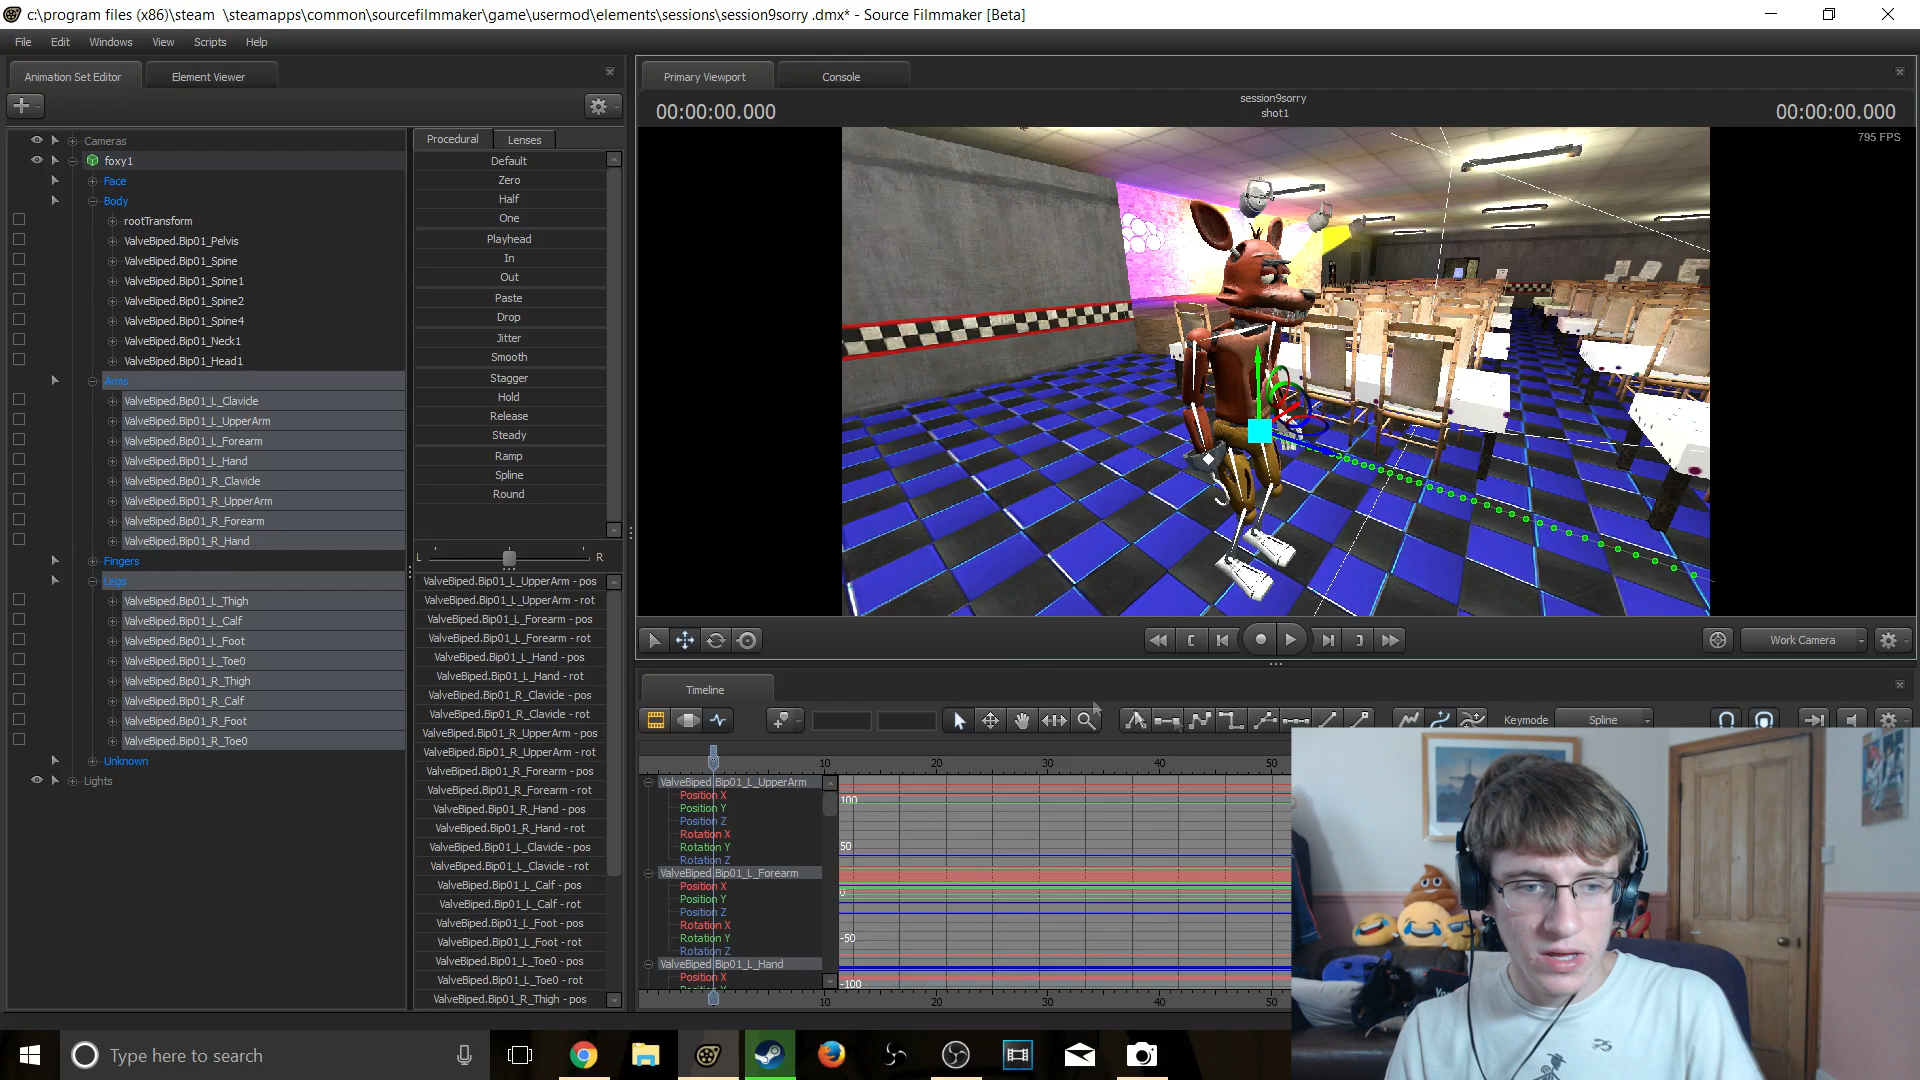 c:\program files (x86)\steam \steamapps\common\sourcefilmmaker\game\usermod\elements\sessions\session9sorry .dmx* - Source Filmmaker [Beta]
File Edit Windows View Scripts Help
Animation Set Editor
Element Viewer
Cameras
foxy1
Face
Body
rootTransform
ValveBiped.Bip01_Pelvis
ValveBiped.Bip01_Spine
ValveBiped.Bip01_Spine1
ValveBiped.Bip01_Spine2
ValveBiped.Bip01_Spine4
ValveBiped.Bip01_Neck1
ValveBiped.Bip01_Head1
Arms
ValveBiped.Bip01_L_Clavicle
ValveBiped.Bip01_L_UpperArm
ValveBiped.Bip01_L_Forearm
ValveBiped.Bip01_L_Hand
ValveBiped.Bip01_R_Clavicle
ValveBiped.Bip01_R_UpperArm
ValveBiped.Bip01_R_Forearm
ValveBiped.Bip01_R_Hand
Fingers
Legs
ValveBiped.Bip01_L_Thigh
ValveBiped.Bip01_L_Calf
ValveBiped.Bip01_L_Foot
ValveBiped.Bip01_L_Toe0
ValveBiped.Bip01_R_Thigh
ValveBiped.Bip01_R_Calf
ValveBiped.Bip01_R_Foot
ValveBiped.Bip01_R_Toe0
Unknown
Lights
Procedural
Lenses
Default
Zero
Half
One
Playhead
In
Out
Paste
Drop
Jitter
Smooth
Stagger
Hold
Release
Steady
Ramp
Spline
Round
L R
ValveBiped.Bip01_L_UpperArm - pos
ValveBiped.Bip01_L_UpperArm - rot
ValveBiped.Bip01_L_Forearm - pos
ValveBiped.Bip01_L_Forearm - rot
ValveBiped.Bip01_L_Hand - pos
ValveBiped.Bip01_L_Hand - rot
ValveBiped.Bip01_R_Clavicle - pos
ValveBiped.Bip01_R_Clavicle - rot
ValveBiped.Bip01_R_UpperArm - pos
ValveBiped.Bip01_R_UpperArm - rot
ValveBiped.Bip01_R_Forearm - pos
ValveBiped.Bip01_R_Forearm - rot
ValveBiped.Bip01_R_Hand - pos
ValveBiped.Bip01_R_Hand - rot
ValveBiped.Bip01_L_Clavicle - pos
ValveBiped.Bip01_L_Clavicle - rot
ValveBiped.Bip01_L_Calf - pos
ValveBiped.Bip01_L_Calf - rot
ValveBiped.Bip01_L_Foot - pos
ValveBiped.Bip01_L_Foot - rot
ValveBiped.Bip01_L_Toe0 - pos
ValveBiped.Bip01_L_Toe0 - rot
ValveBiped.Bip01_R_Thigh - pos
Primary Viewport
Console
00:00:00.000
session9sorry
shot1
00:00:00.000
795 FPS
Work Camera
Timeline
Keymode
Spline
10 20 30 40 50
ValveBiped.Bip01_L_UpperArm
Position X
Position Y
Position Z
Rotation X
Rotation Y
Rotation Z
ValveBiped.Bip01_L_Forearm
Position X
Position Y
Position Z
Rotation X
Rotation Y
Rotation Z
ValveBiped.Bip01_L_Hand
Position X
100
50
0
-50
-100
10 20 30 40 50
Type here to search